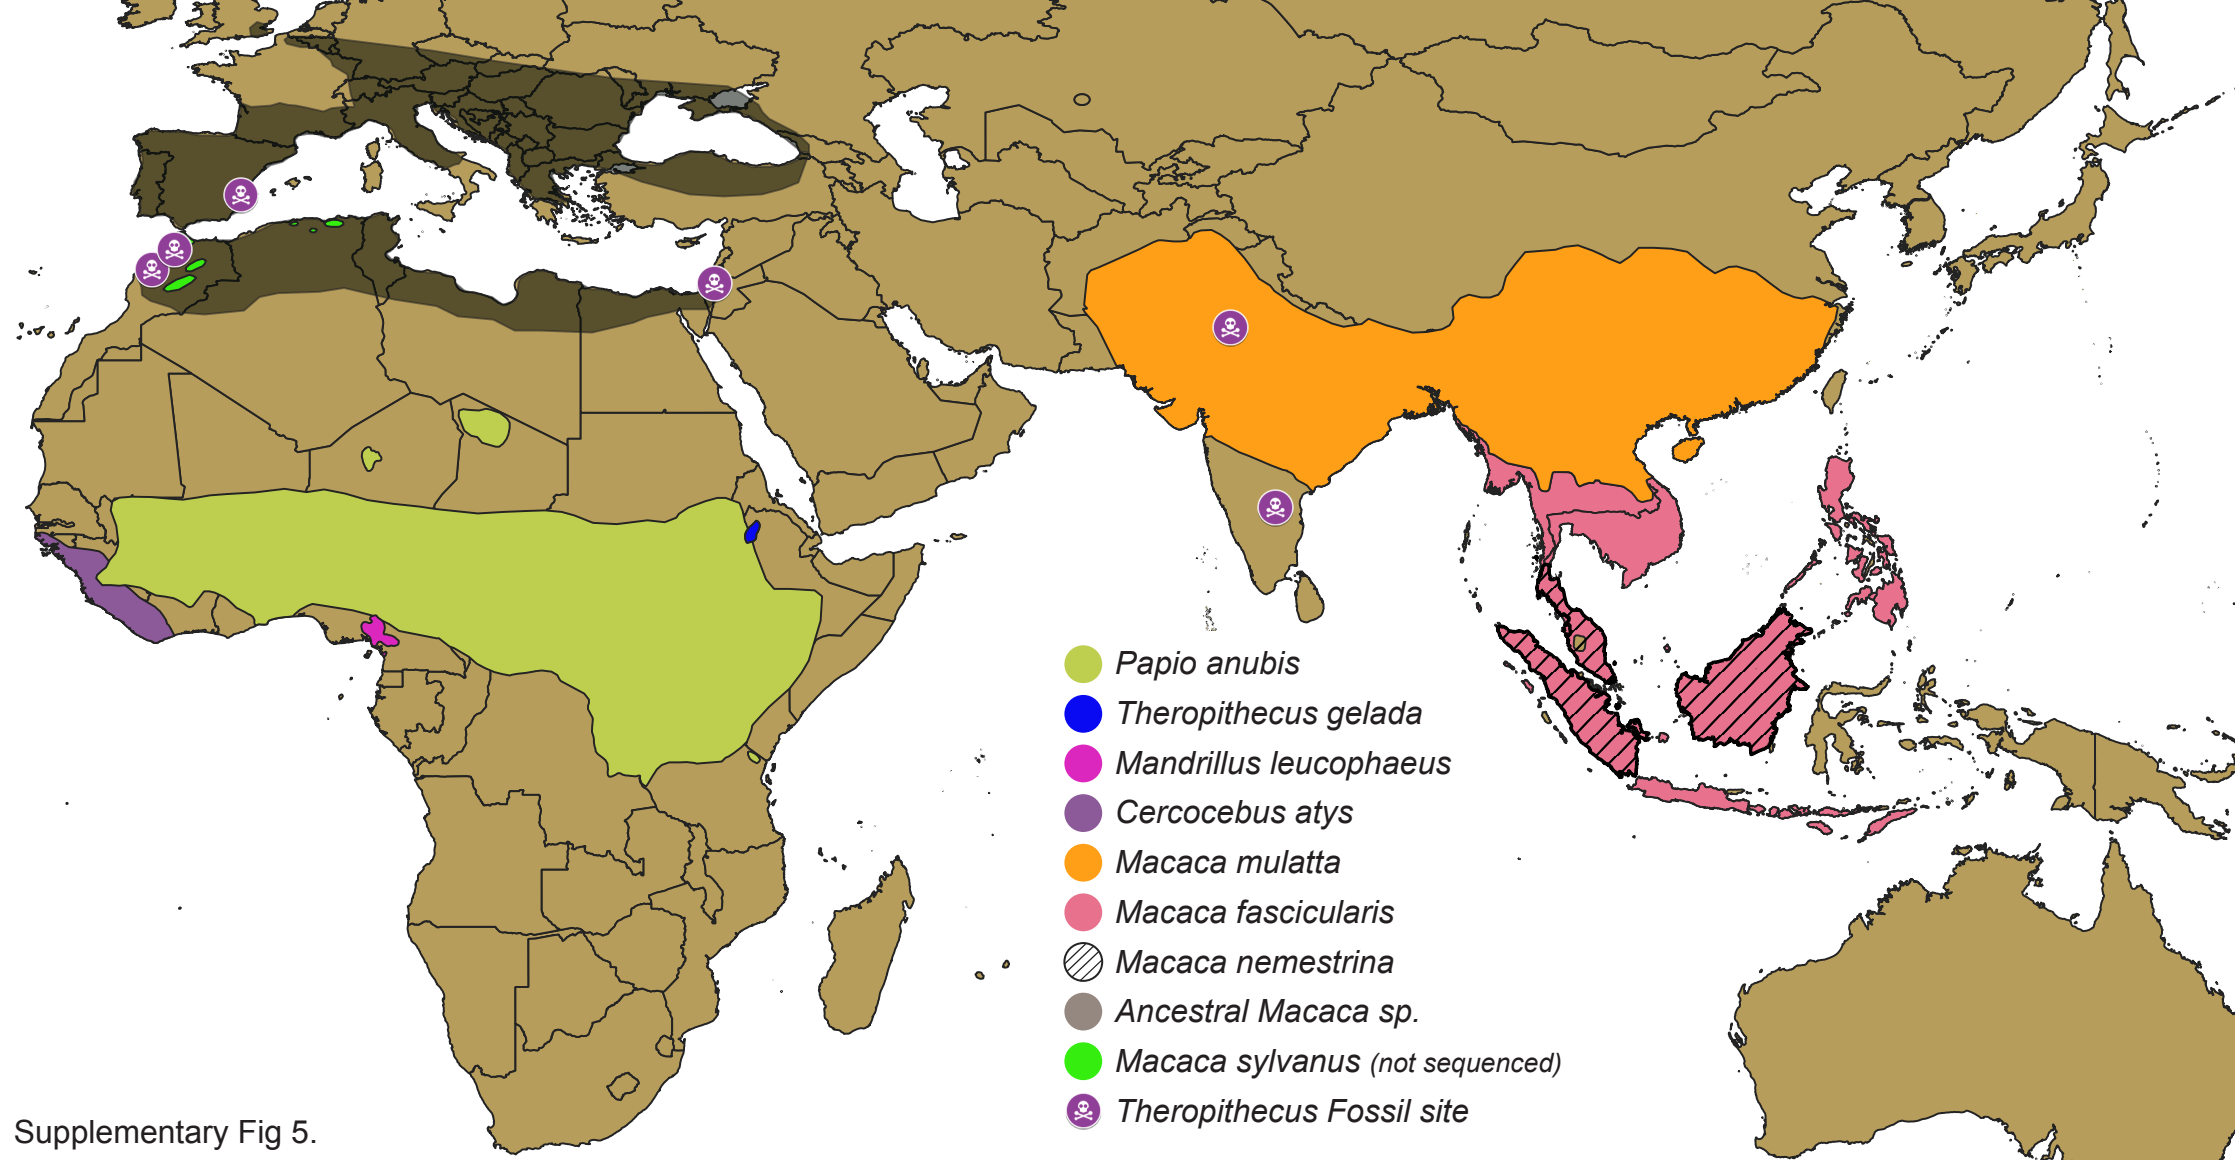 Papio anubis
Theropithecus gelada
Mandrillus leucophaeus
Cercocebus atys
Macaca mulatta
Macaca fascicularis
Macaca nemestrina
Ancestral Macaca sp.
Macaca sylvanus (not sequenced)
Theropithecus Fossil site
Supplementary Fig 5.